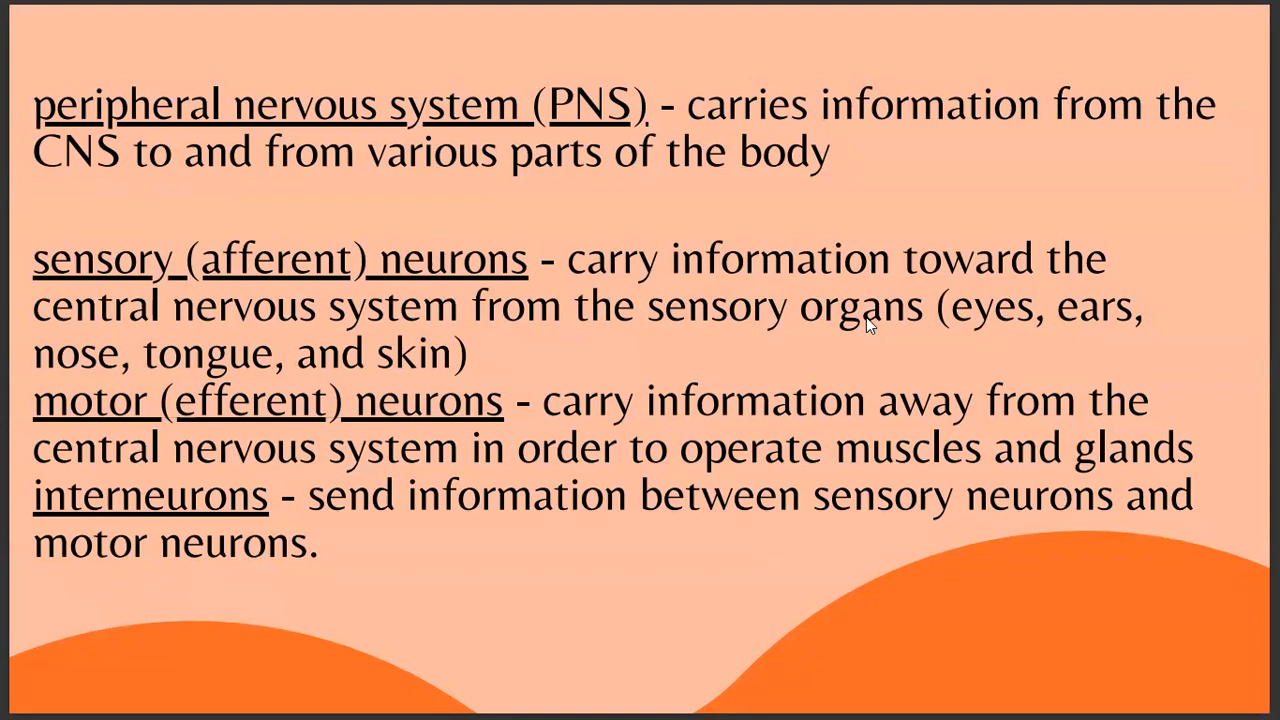 peripheral nervous system (PNS) - carries information from the
CNS to and from various parts of the body
sensory (afferent) neurons - carry information toward the
central nervous system from the sensory organs (eyes, ears,
nose, tongue, and skin)
motor (efferent) neurons - carry information away from the
central nervous system in order to operate muscles and glands
interneurons - send information between sensory neurons and
motor neurons.